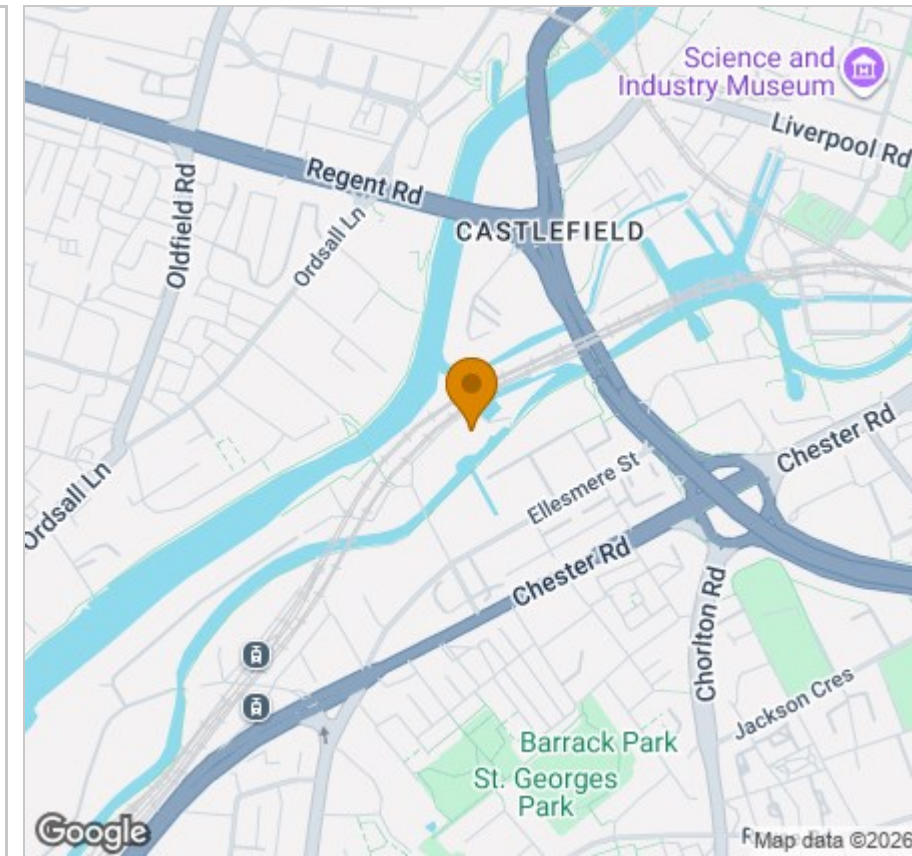 Science and
Industry Museum
Liverpool Rd
Regent Rd
Oldfield Rd
Ordsall Ln
CASTLEFIELD
Chester Rd
Ordsall Ln
Ellesmere St
Chester Rd
Chorlton Rd
Jackson Cres
Barrack Park
St. Georges
Park
Google
Map data ©2026